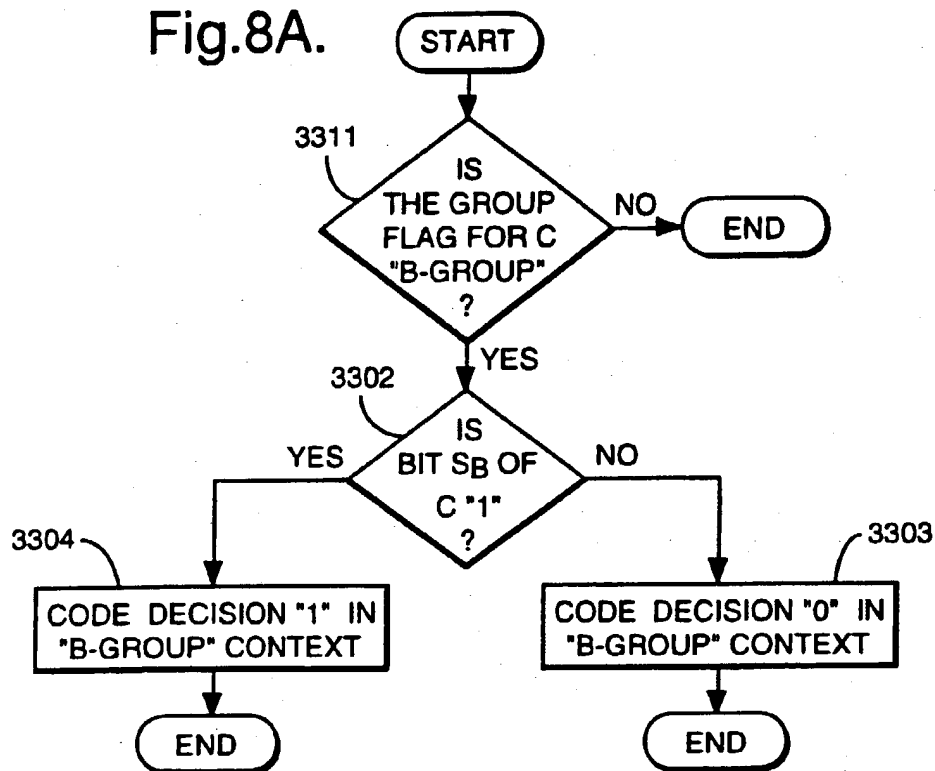 Fig.8A.
START
3311
IS
THE GROUP
FLAG FOR C
"B-GROUP"
?
NO
END
YES
3302
IS
BIT SB OF
C "1"
?
YES
NO
3304
3303
CODE DECISION "1" IN
"B-GROUP" CONTEXT
CODE DECISION "0" IN
"B-GROUP" CONTEXT
END
END